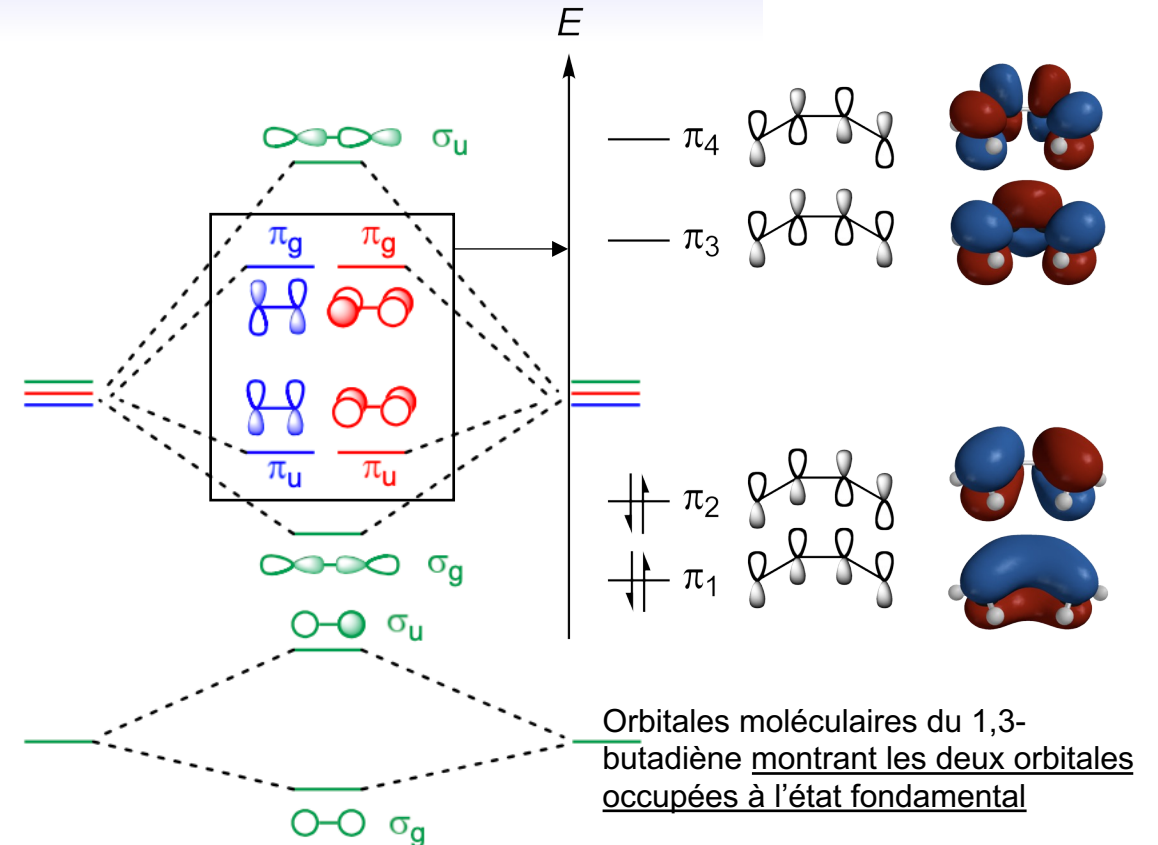 E
σu
πg πg
πu πu
σg
σu
σg
π4
π3
π2
π1
Orbitales moléculaires du 1,3-
butadiène montrant les deux orbitales
occupées à l'état fondamental